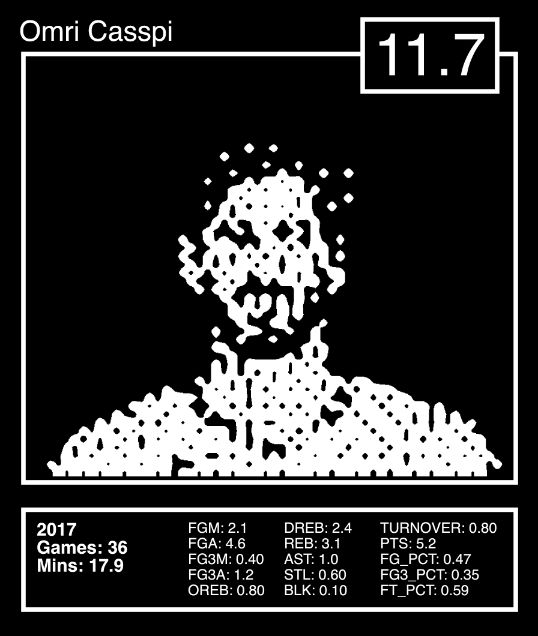 Omri Casspi
11.7
2017
Games: 36
Mins: 17.9
FGM: 2.1
FGA: 4.6
FG3M: 0.40
FG3A: 1.2
OREB: 0.80
DREB: 2.4
REB: 3.1
AST: 1.0
STL: 0.60
BLK: 0.10
TURNOVER: 0.80
PTS: 5.2
FG_PCT: 0.47
FG3_PCT: 0.35
FT_PCT: 0.59